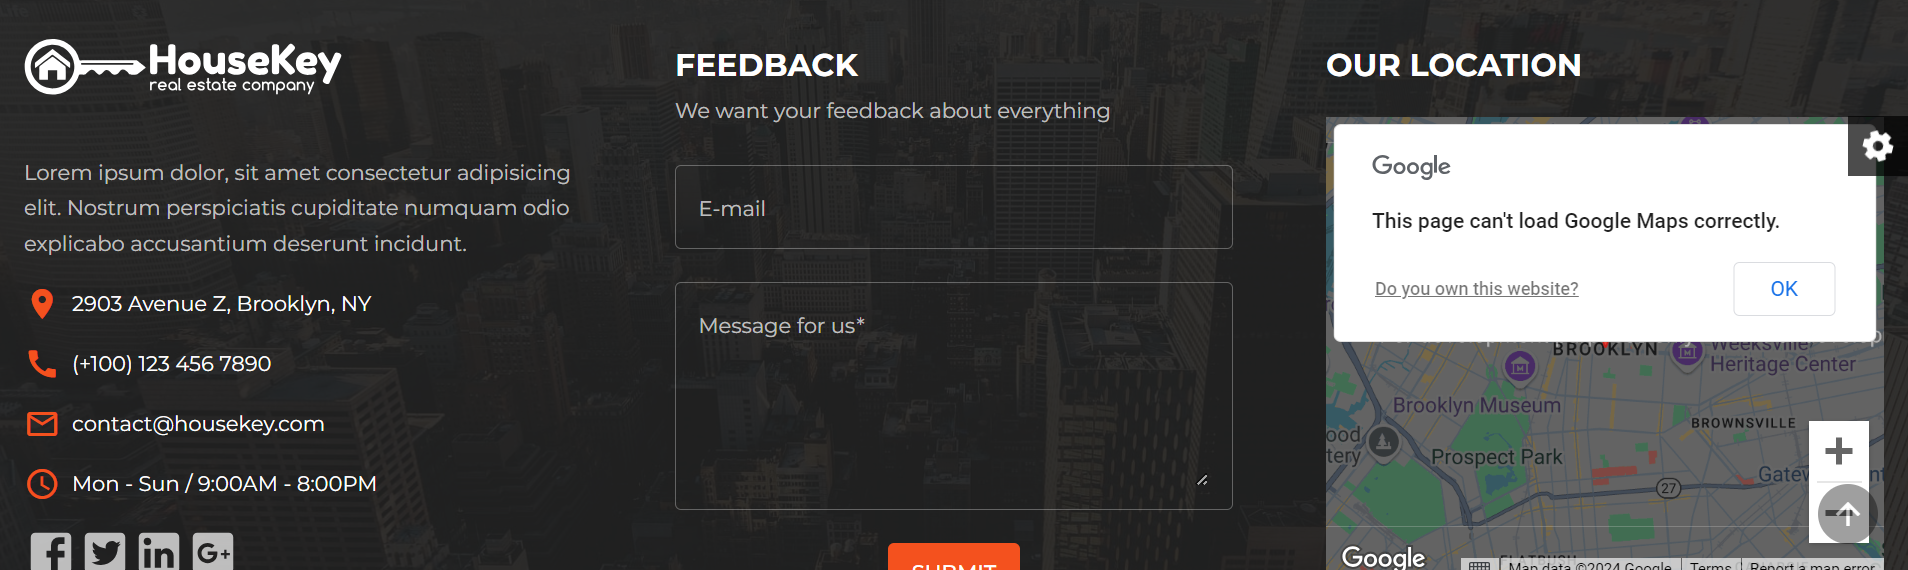 HouseKey
real estate company
Lorem ipsum dolor, sit amet consectetur adipisicing
elit. Nostrum perspiciatis cupiditate numquam odio
explicabo accusantium deserunt incidunt.
2903 Avenue Z, Brooklyn, NY
(+100) 123 456 7890
contact@housekey.com
Mon - Sun / 9:00AM - 8:00PM
FEEDBACK
We want your feedback about everything
E-mail
Message for us*
SUBMIT
OUR LOCATION
Google
This page can't load Google Maps correctly.
Do you own this website?
OK
BROOKLYN
Weeksville
Heritage Center
Brooklyn Museum
BROWNSVILLE
Prospect Park
27
Google
Map data ©2024 Google
Terms
Report a map error